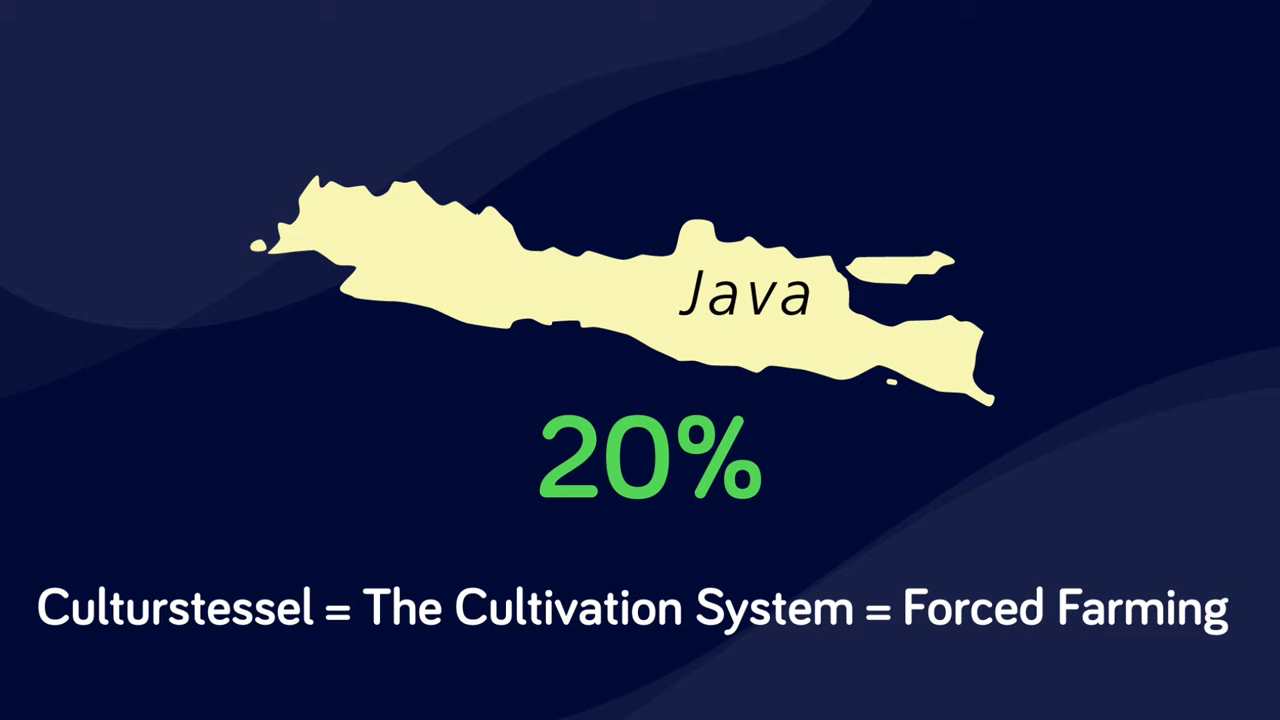 Java
20%
Culturstessel = The Cultivation System = Forced Farming